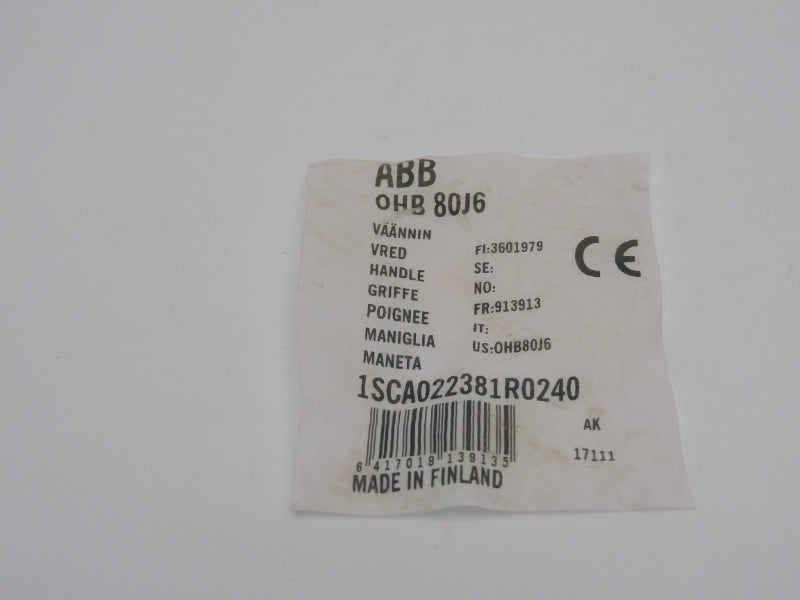 ABB
OHB 80J6
VÄÄNNIN
VRED
HANDLE
GRIFFE
POIGNEE
MANIGLIA
MANETA
FI:3601979
SE:
NO:
FR:913913
IT:
US:OHB80J6
CE
1SCA022381R0240
6 417019 139135
AK
17111
MADE IN FINLAND